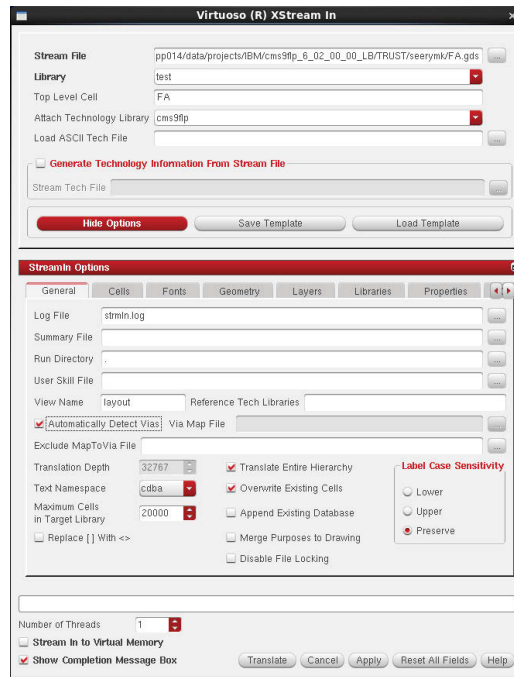 Virtuoso (R) XStream In
Stream File pp014/data/projects/IBM/cms9flp_6_02_00_00_LB/TRUST/seerymk/FA.gds ...
Library test
Top Level Cell FA
Attach Technology Library cms9flp
Load ASCII Tech File ...
Generate Technology Information From Stream File
Stream Tech File ...
Hide Options Save Template Load Template
StreamIn Options
General Cells Fonts Geometry Layers Libraries Properties
Log File strmIn.log ...
Summary File ...
Run Directory . ...
User Skill File ...
View Name layout Reference Tech Libraries
Automatically Detect Vias Via Map File ...
Exclude MapToVia File ...
Translation Depth 32767 Translate Entire Hierarchy Label Case Sensitivity
Text Namespace cdba Overwrite Existing Cells Lower
Maximum Cells
in Target Library 20000 Append Existing Database Upper
Replace [ ] With <> Merge Purposes to Drawing Preserve
Disable File Locking
Number of Threads 1
Stream In to Virtual Memory
Show Completion Message Box Translate Cancel Apply Reset All Fields Help